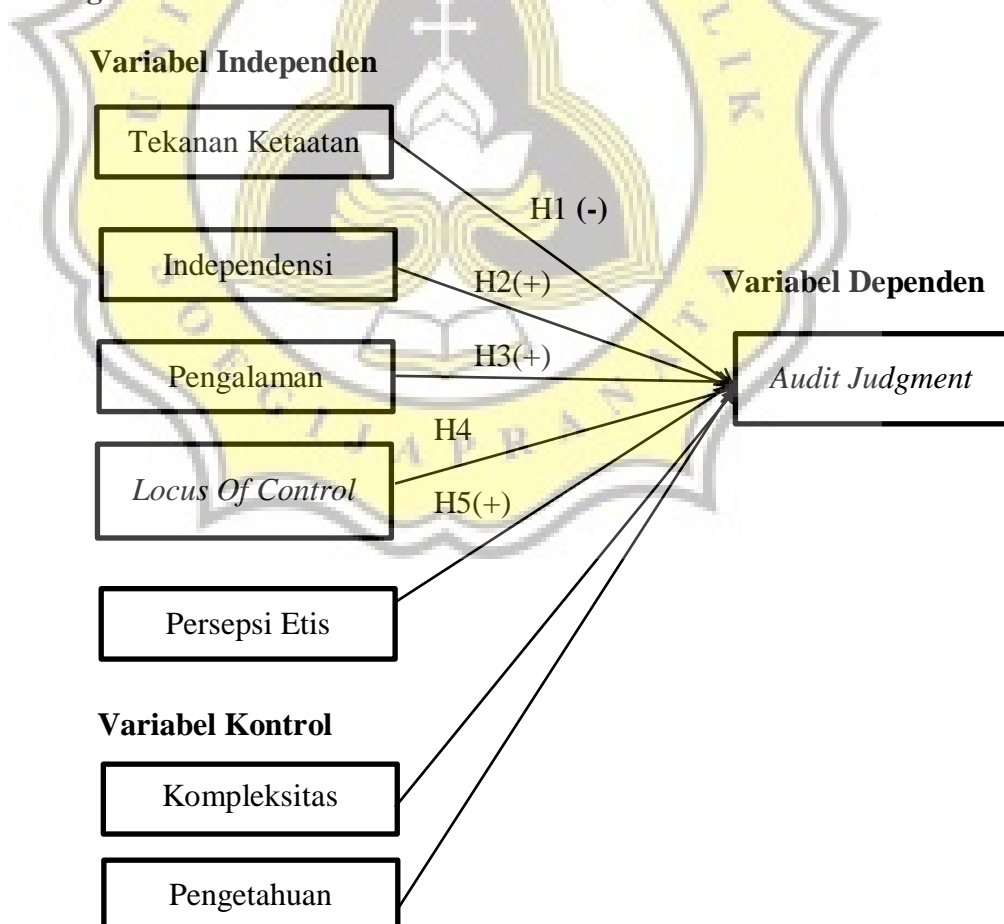 Variabel Independen
Tekanan Ketaatan
H1 (-)
Independensi
H2(+)
Variabel Dependen
Pengalaman
H3(+)
Audit Judgment
H4
Locus Of Control
H5(+)
Persepsi Etis
Variabel Kontrol
Kompleksitas
Pengetahuan
SOEGIJAPRANATA